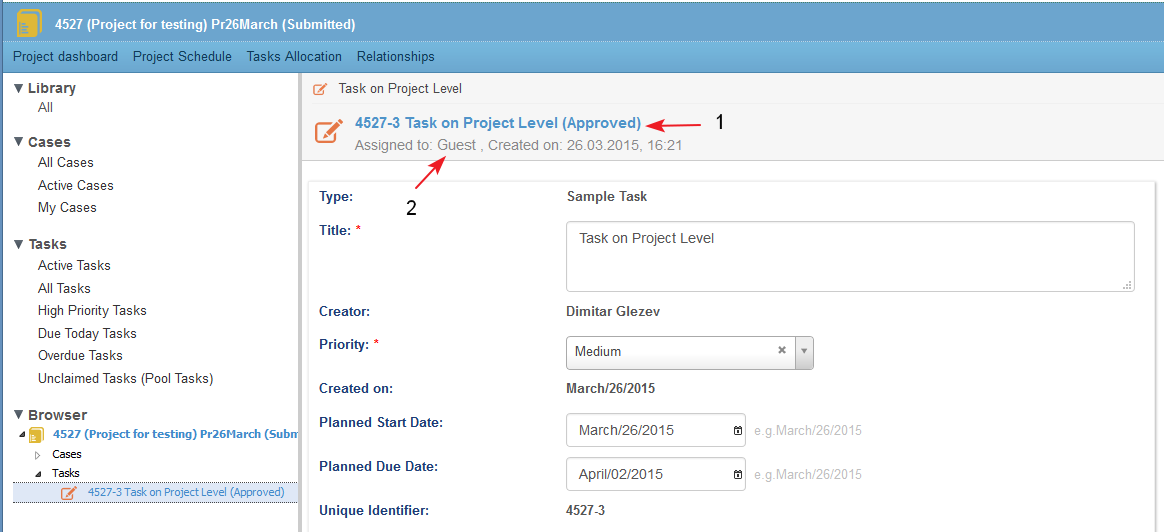 4527 (Project for testing) Pr26March (Submitted)
Project dashboard Project Schedule Tasks Allocation Relationships
Library
All
Cases
All Cases
Active Cases
My Cases
Tasks
Active Tasks
All Tasks
High Priority Tasks
Due Today Tasks
Overdue Tasks
Unclaimed Tasks (Pool Tasks)
Browser
4527 (Project for testing) Pr26March (Subm
Cases
Tasks
4527-3 Task on Project Level (Approved)
Task on Project Level
4527-3 Task on Project Level (Approved) 1
Assigned to: Guest , Created on: 26.03.2015, 16:21
2
Type: Sample Task
Title: * Task on Project Level
Creator: Dimitar Glezev
Priority: * Medium
Created on: March/26/2015
Planned Start Date: March/26/2015 e.g.March/26/2015
Planned Due Date: April/02/2015 e.g.March/26/2015
Unique Identifier: 4527-3